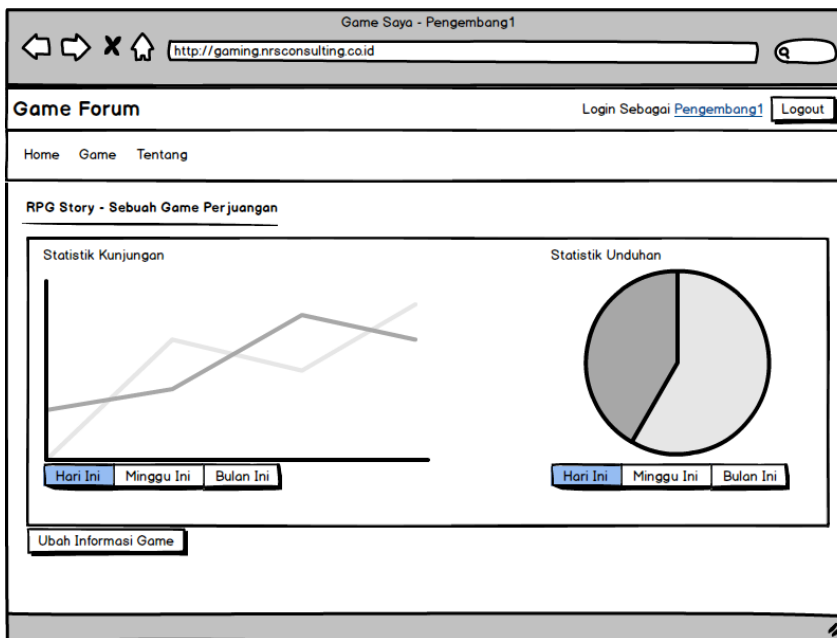 Game Saya - Pengembang1
http://gaming.nrsconsulting.co.id
Game Forum
Login Sebagai Pengembang1 Logout
Home Game Tentang
RPG Story - Sebuah Game Perjuangan
Statistik Kunjungan
Statistik Unduhan
Hari Ini Minggu Ini Bulan Ini
Hari Ini Minggu Ini Bulan Ini
Ubah Informasi Game